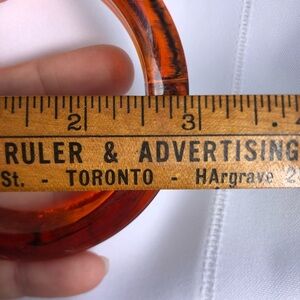 2 3
RULER & ADVERTISING
St. - TORONTO - HArgrave 2